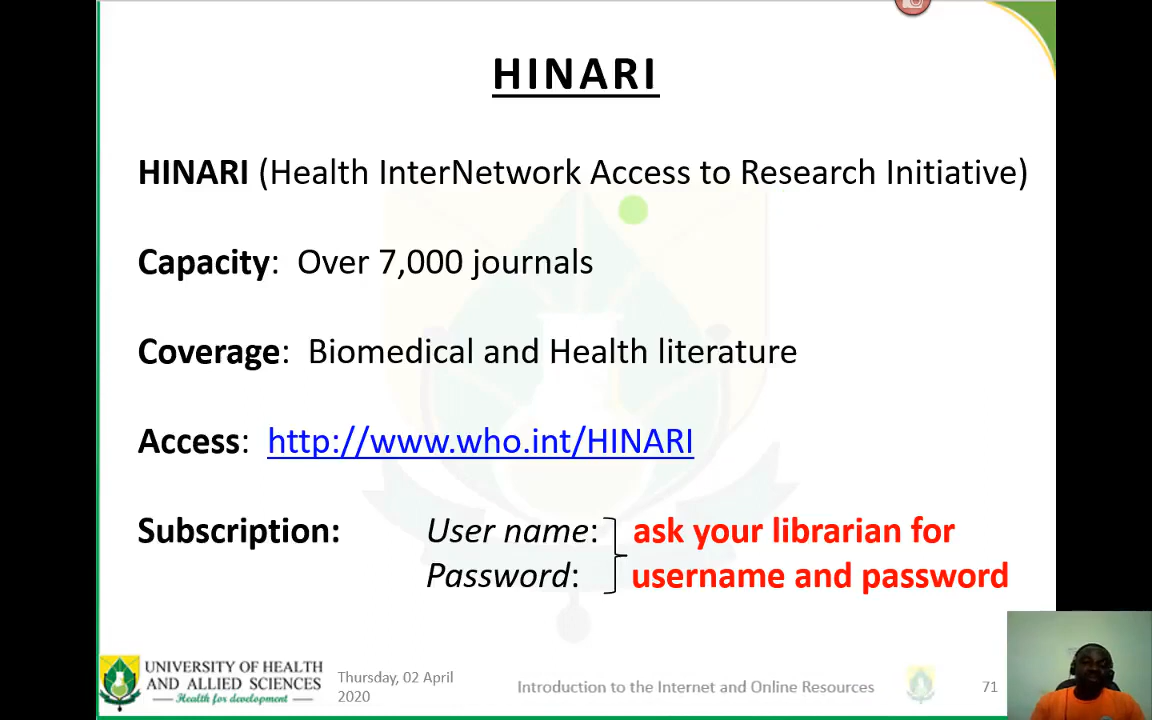 HINARI
HINARI (Health InterNetwork Access to Research Initiative)
Capacity: Over 7,000 journals
Coverage: Biomedical and Health literature
Access: http://www.who.int/HINARI
Subscription: User name: ask your librarian for
Password: username and password
UNIVERSITY OF HEALTH
AND ALLIED SCIENCES
Health for development
Thursday, 02 April
2020
Introduction to the Internet and Online Resources
71